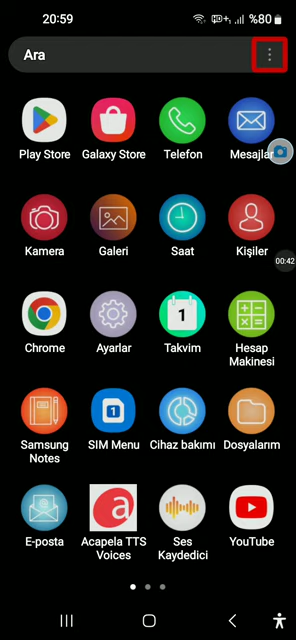 20:59
%80
Ara
Play Store
Galaxy Store
Telefon
Mesajlar
00:42
Kamera
Galeri
Saat
Kişiler
Chrome
1
Ayarlar
Takvim
Hesap
Makinesi
1
Samsung
Notes
SIM Menu
Cihaz bakımı
Dosyalarım
E-posta
Acapela TTS
Voices
Ses
Kaydedici
YouTube